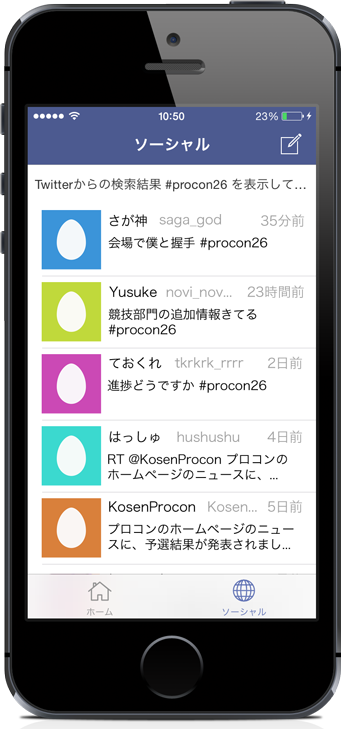 10:50 23%
ソーシャル
Twitterからの検索結果 #procon26 を表示して...
さが神 saga_god 35分前
会場で僕と握手 #procon26
Yusuke novi_nov... 23時間前
競技部門の追加情報きてる
#procon26
ておくれ tkrkrk_rrrr 2日前
進捗どうですか #procon26
はっしゅ hushushu 4日前
RT @KosenProcon プロコンの
ホームページのニュースに、...
KosenProcon Kosen... 5日前
プロコンのホームページのニュー
スに、予選結果が発表されまし...
ホーム ソーシャル